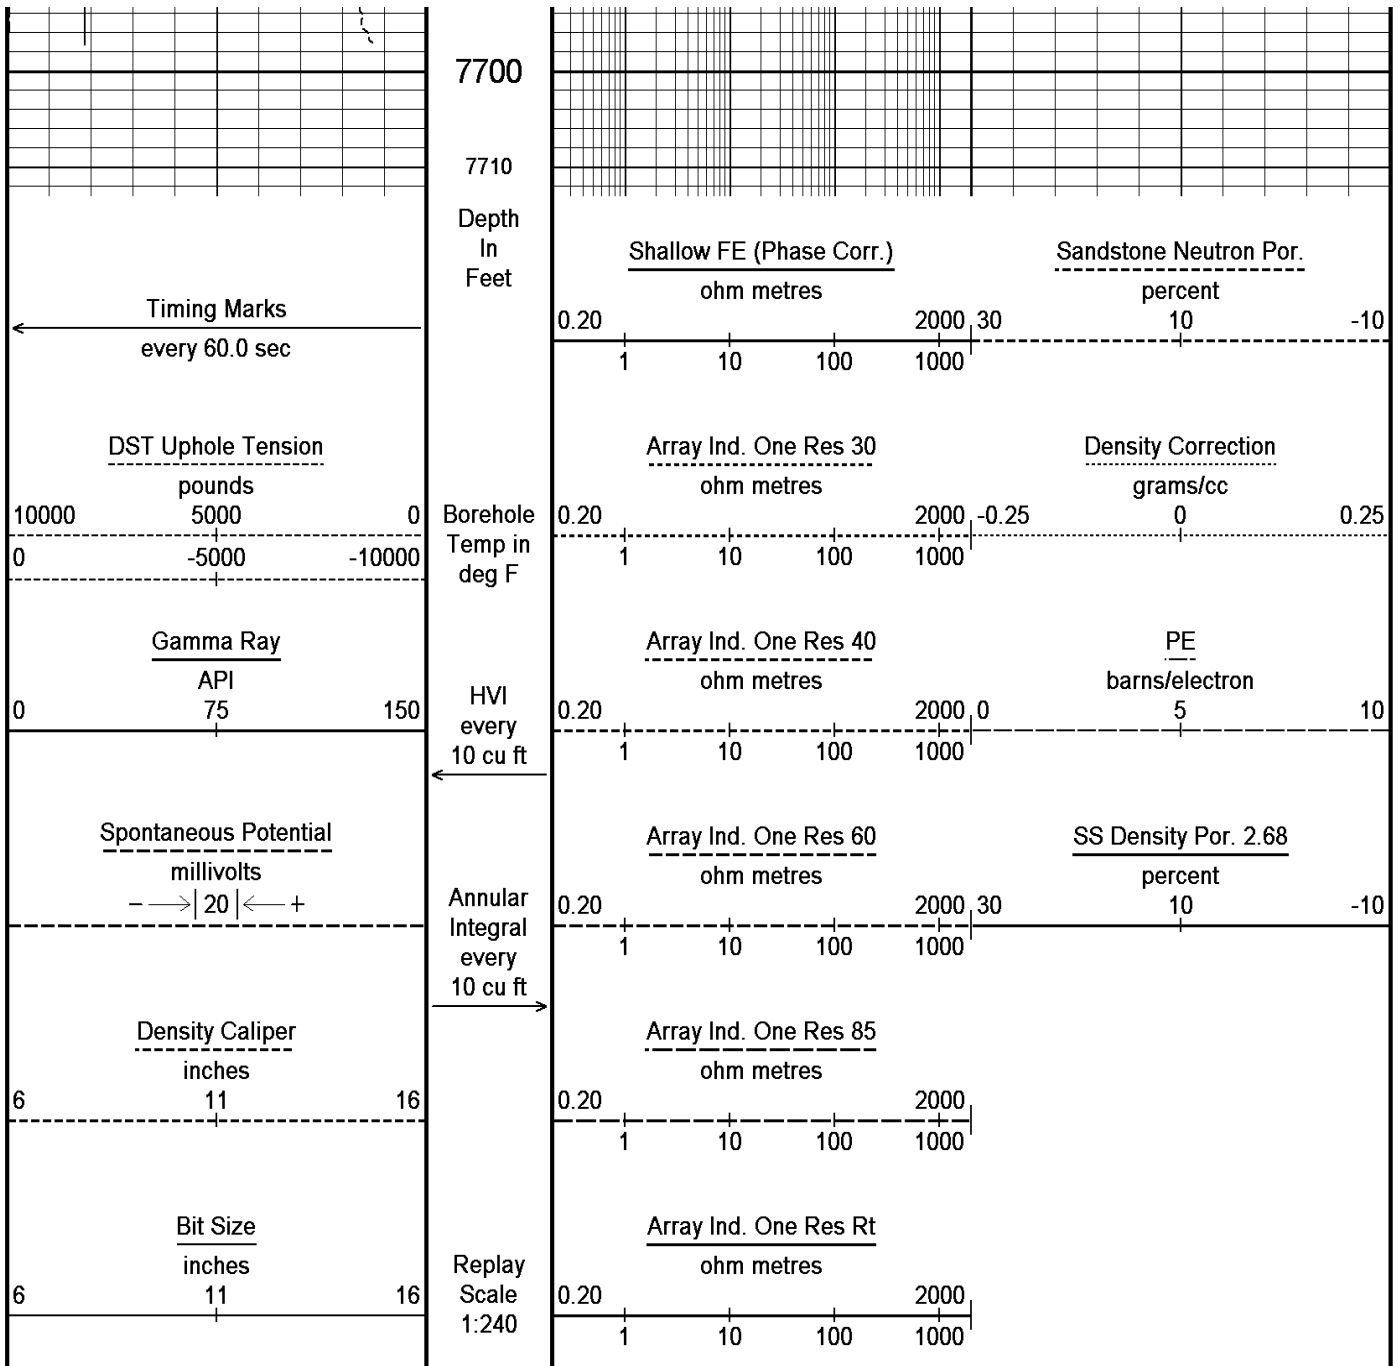 7700
7710
Depth
In
Feet
Timing Marks
every 60.0 sec
DST Uphole Tension
pounds
10000 5000 0
0 -5000 -10000
Gamma Ray
API
0 75 150
Spontaneous Potential
millivolts
− 20 +
Density Caliper
inches
6 11 16
Bit Size
inches
6 11 16
Borehole
Temp in
deg F
HVI
every
10 cu ft
Annular
Integral
every
10 cu ft
Replay
Scale
1:240
Shallow FE (Phase Corr.)
ohm metres
0.20 2000
1 10 100 1000
Array Ind. One Res 30
ohm metres
0.20 2000
1 10 100 1000
Array Ind. One Res 40
ohm metres
0.20 2000
1 10 100 1000
Array Ind. One Res 60
ohm metres
0.20 2000
1 10 100 1000
Array Ind. One Res 85
ohm metres
0.20 2000
1 10 100 1000
Array Ind. One Res Rt
ohm metres
0.20 2000
1 10 100 1000
Sandstone Neutron Por.
percent
30 10 -10
Density Correction
grams/cc
-0.25 0 0.25
PE
barns/electron
0 5 10
SS Density Por. 2.68
percent
30 10 -10